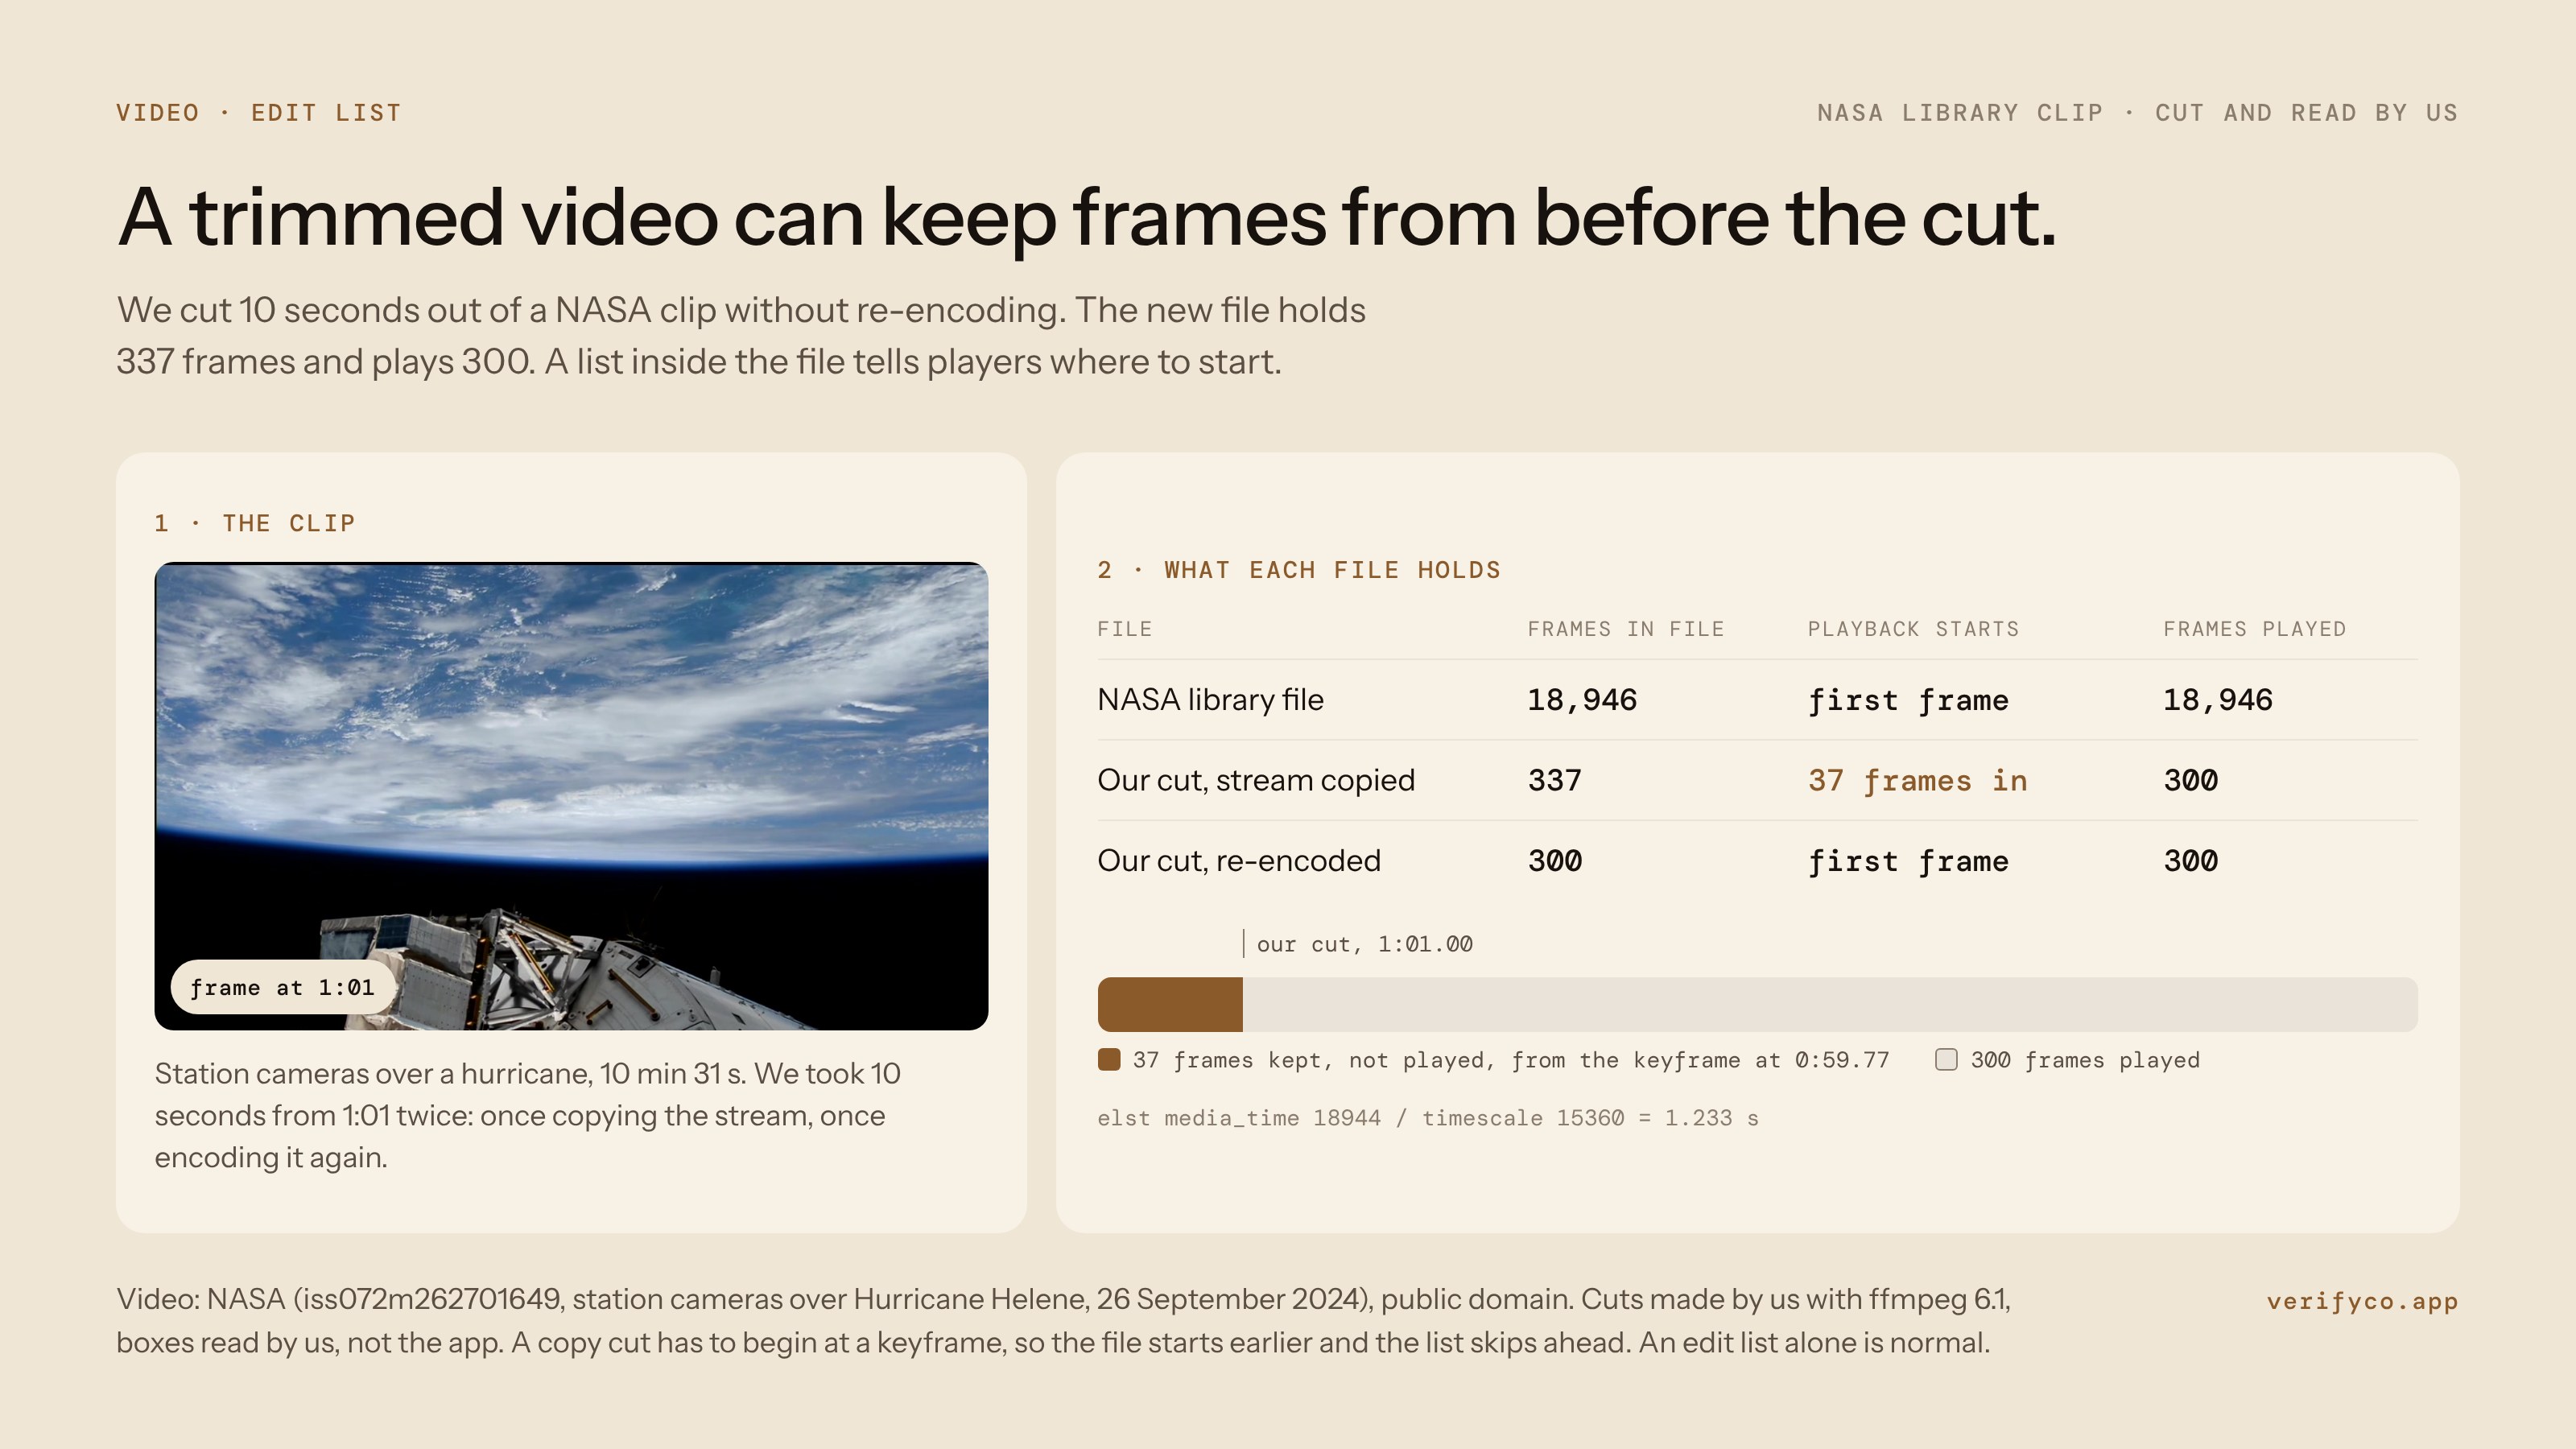 VIDEO · EDIT LIST
NASA LIBRARY CLIP · CUT AND READ BY US
A trimmed video can keep frames from before the cut.
We cut 10 seconds out of a NASA clip without re-encoding. The new file holds
337 frames and plays 300. A list inside the file tells players where to start.
1 · THE CLIP
frame at 1:01
Station cameras over a hurricane, 10 min 31 s. We took 10
seconds from 1:01 twice: once copying the stream, once
encoding it again.
2 · WHAT EACH FILE HOLDS
FILE FRAMES IN FILE PLAYBACK STARTS FRAMES PLAYED
NASA library file 18,946 first frame 18,946
Our cut, stream copied 337 37 frames in 300
Our cut, re-encoded 300 first frame 300
our cut, 1:01.00
37 frames kept, not played, from the keyframe at 0:59.77 300 frames played
elst media_time 18944 / timescale 15360 = 1.233 s
Video: NASA (iss072m262701649, station cameras over Hurricane Helene, 26 September 2024), public domain. Cuts made by us with ffmpeg 6.1,
boxes read by us, not the app. A copy cut has to begin at a keyframe, so the file starts earlier and the list skips ahead. An edit list alone is normal.
verifyco.app